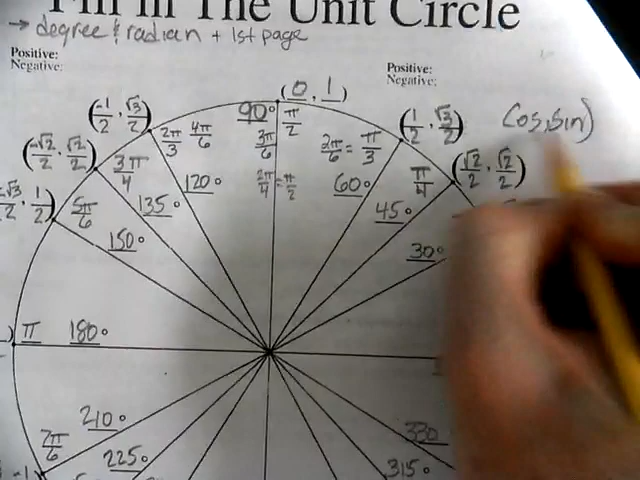 Fill in The Unit Circle
→ degree & radian + 1st page
Positive:
Negative:
Positive:
Negative:
(0, 1)
(-1/2, √3/2)
90° π/2
(1/2, √3/2)
(cos, sin)
2π/3 4π/6
3π/6
2π/6 = π/3
(-√2/2, √2/2)
3π/4
120°
2π/4 = π/2
60°
π/4
(√2/2, √2/2)
-√3/2, 1/2)
5π/6
135°
45°
150°
30°
π 180°
210°
7π/6
225°
330
315°